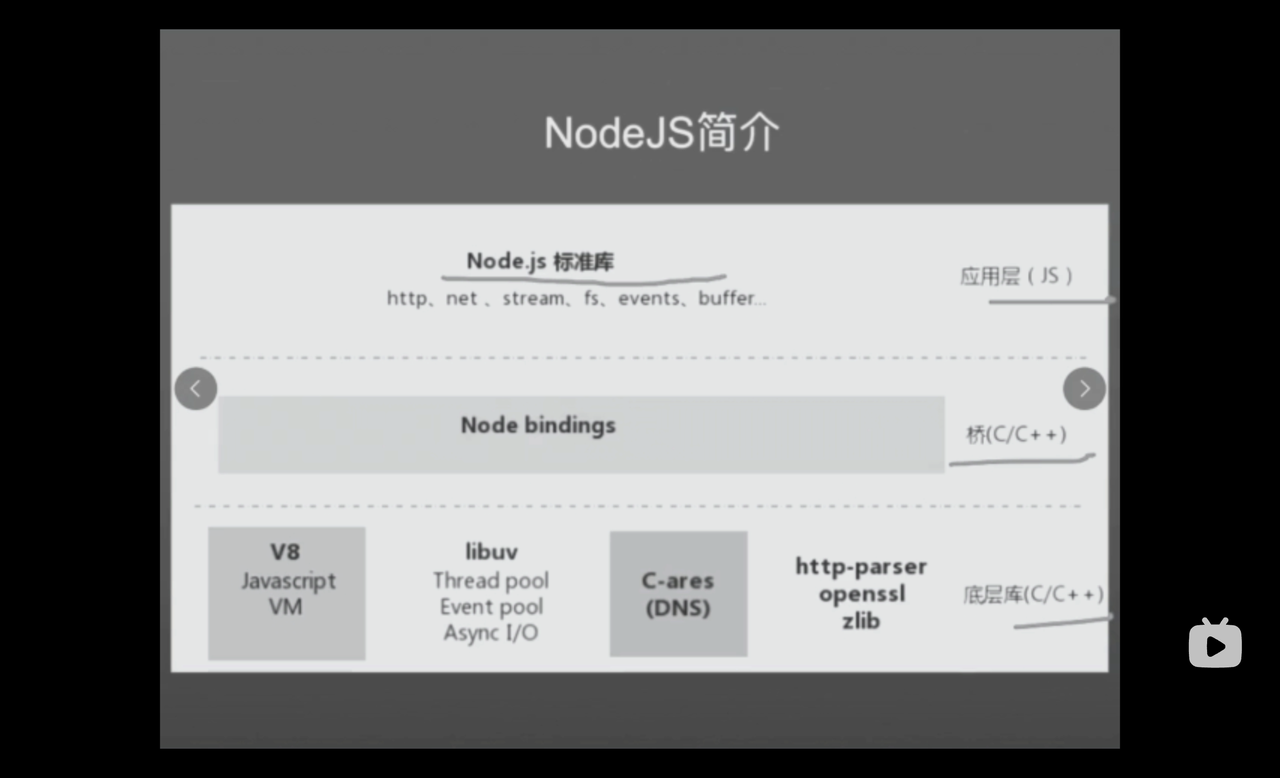 NodeJS简介
Node.js 标准库
http、net 、stream、fs、events、buffer...
应用层（JS）
Node bindings
桥(C/C++)
V8
Javascript
VM
libuv
Thread pool
Event pool
Async I/O
C-ares
(DNS)
http-parser
openssl
zlib
底层库(C/C++)